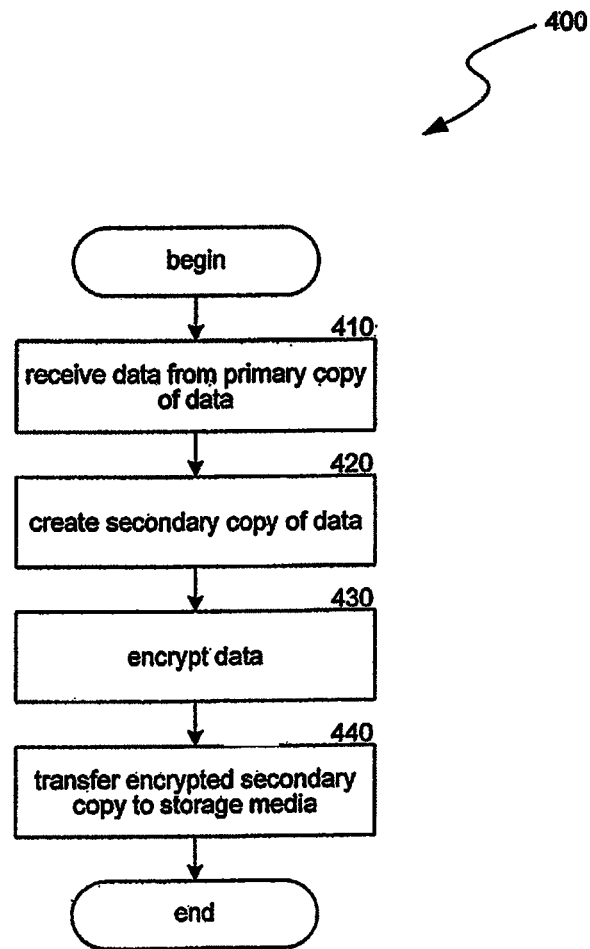 400
begin
410
receive data from primary copy
of data
420
create secondary copy of data
430
encrypt data
440
transfer encrypted secondary
copy to storage media
end